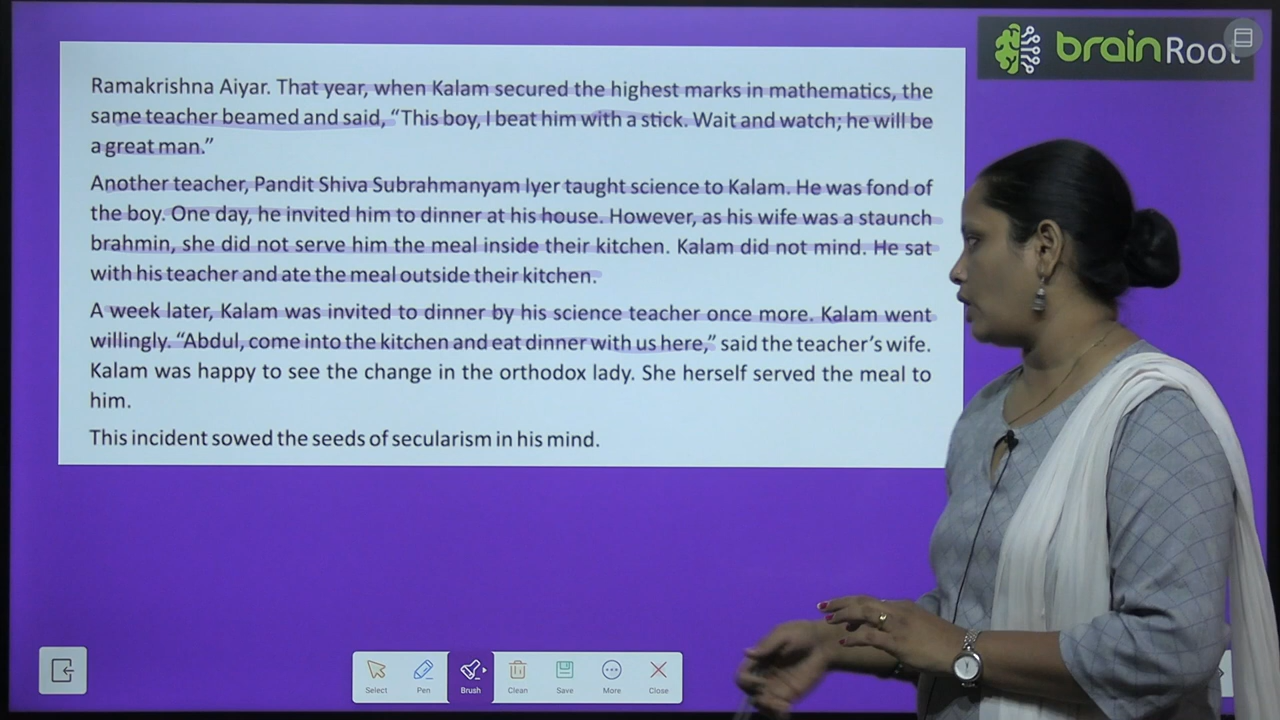 brainRoot
Ramakrishna Aiyar. That year, when Kalam secured the highest marks in mathematics, the
same teacher beamed and said, “This boy, I beat him with a stick. Wait and watch; he will be
a great man.”
Another teacher, Pandit Shiva Subrahmanyam Iyer taught science to Kalam. He was fond of
the boy. One day, he invited him to dinner at his house. However, as his wife was a staunch
brahmin, she did not serve him the meal inside their kitchen. Kalam did not mind. He sat
with his teacher and ate the meal outside their kitchen.
A week later, Kalam was invited to dinner by his science teacher once more. Kalam went
willingly. “Abdul, come into the kitchen and eat dinner with us here,” said the teacher’s wife.
Kalam was happy to see the change in the orthodox lady. She herself served the meal to
him.
This incident sowed the seeds of secularism in his mind.
Select Pen Brush Clean Save More Close